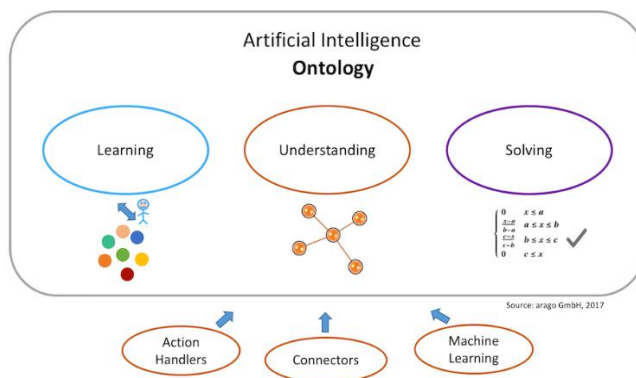 Artificial Intelligence
Ontology
Learning
Understanding
Solving
0 x ≤ a
x−a/b−a a ≤ x ≤ b
c−x/c−b b ≤ x ≤ c
0 c ≤ x
Source: arago GmbH, 2017
Action
Handlers
Connectors
Machine
Learning